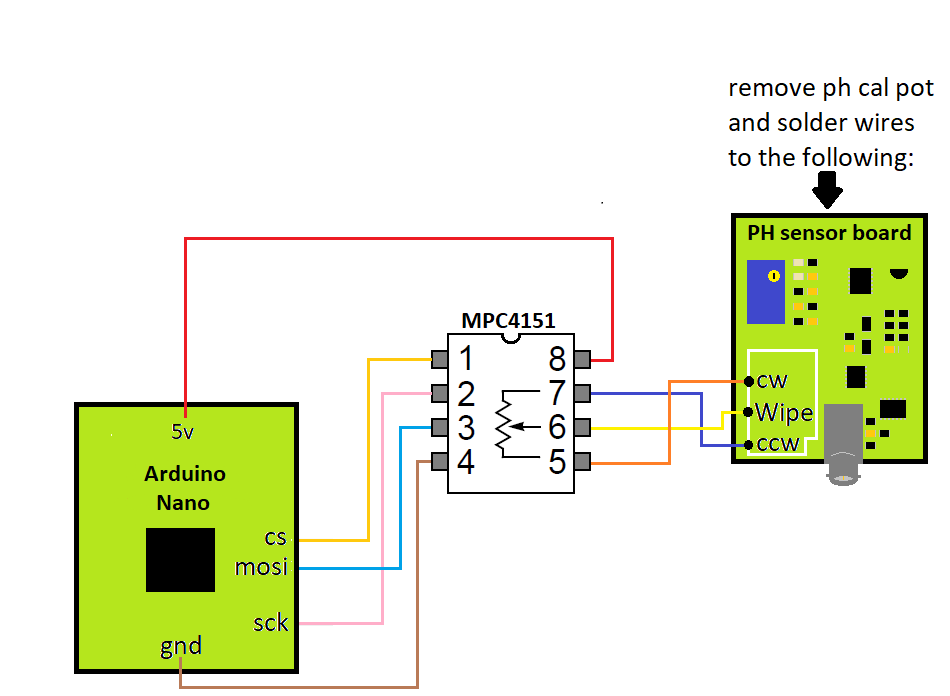 remove ph cal pot
and solder wires
to the following:
PH sensor board
MPC4151
1 8
2 7
3 6
4 5
cw
Wipe
ccw
5v
Arduino
Nano
cs
mosi
sck
gnd